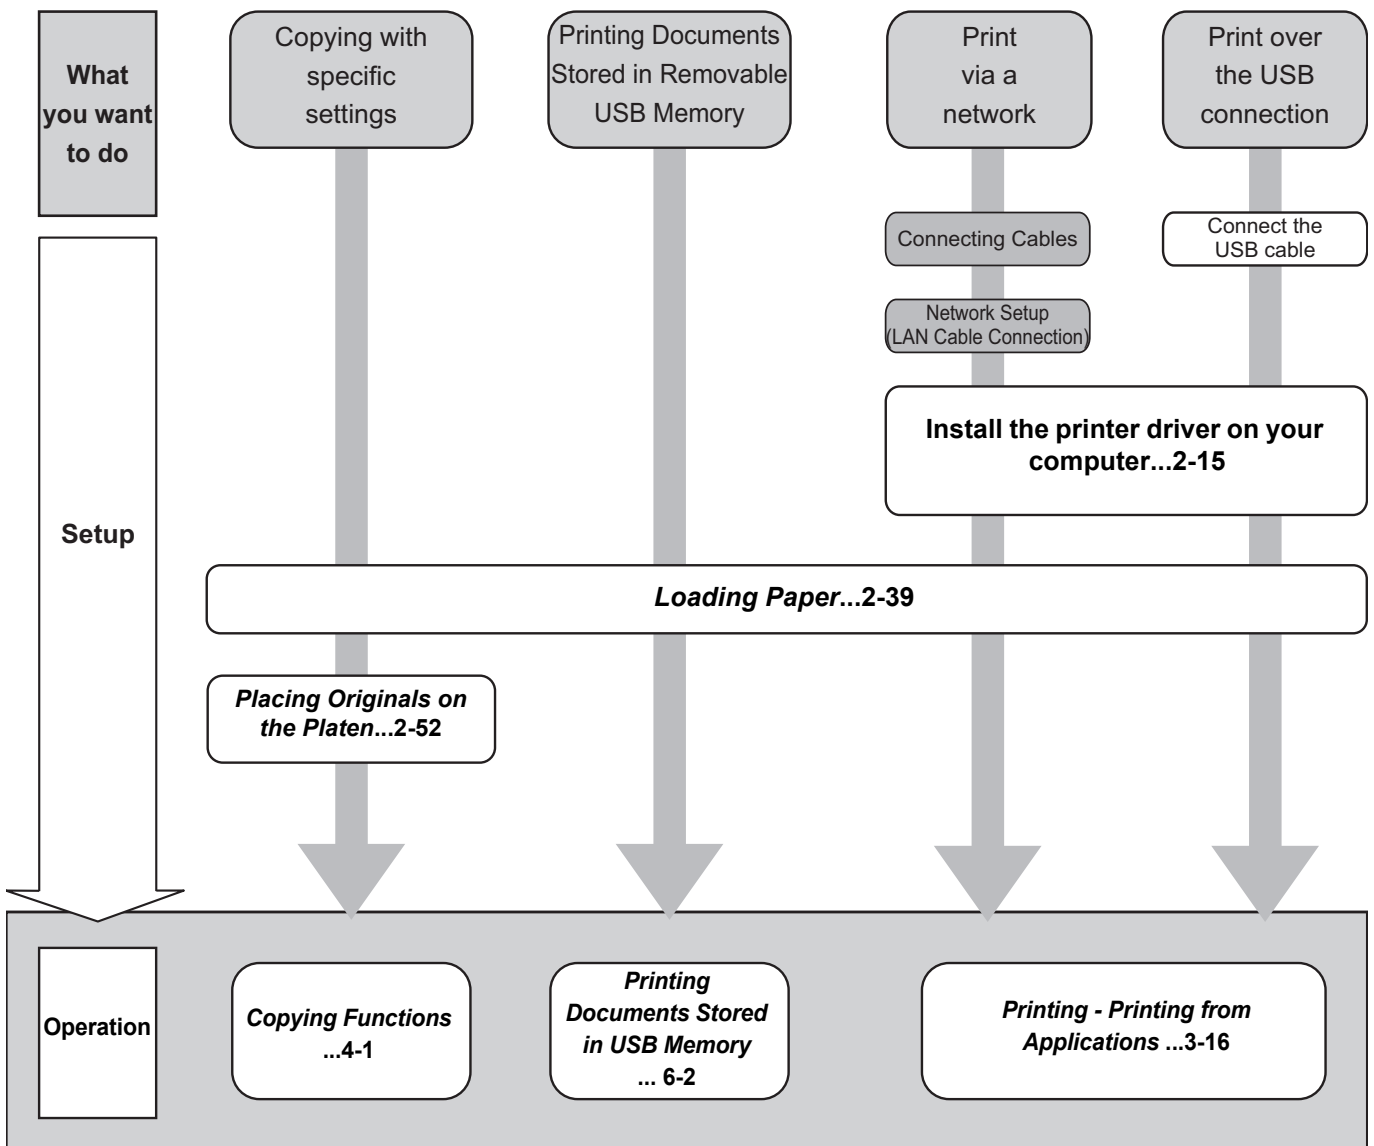 What
you want
to do
Copying with
specific
settings
Printing Documents
Stored in Removable
USB Memory
Print
via a
network
Print over
the USB
connection
Connecting Cables
Connect the
USB cable
Network Setup
(LAN Cable Connection)
Install the printer driver on your
computer...2-15
Setup
Loading Paper...2-39
Placing Originals on
the Platen...2-52
Operation
Copying Functions
...4-1
Printing
Documents Stored
in USB Memory
... 6-2
Printing - Printing from
Applications ...3-16